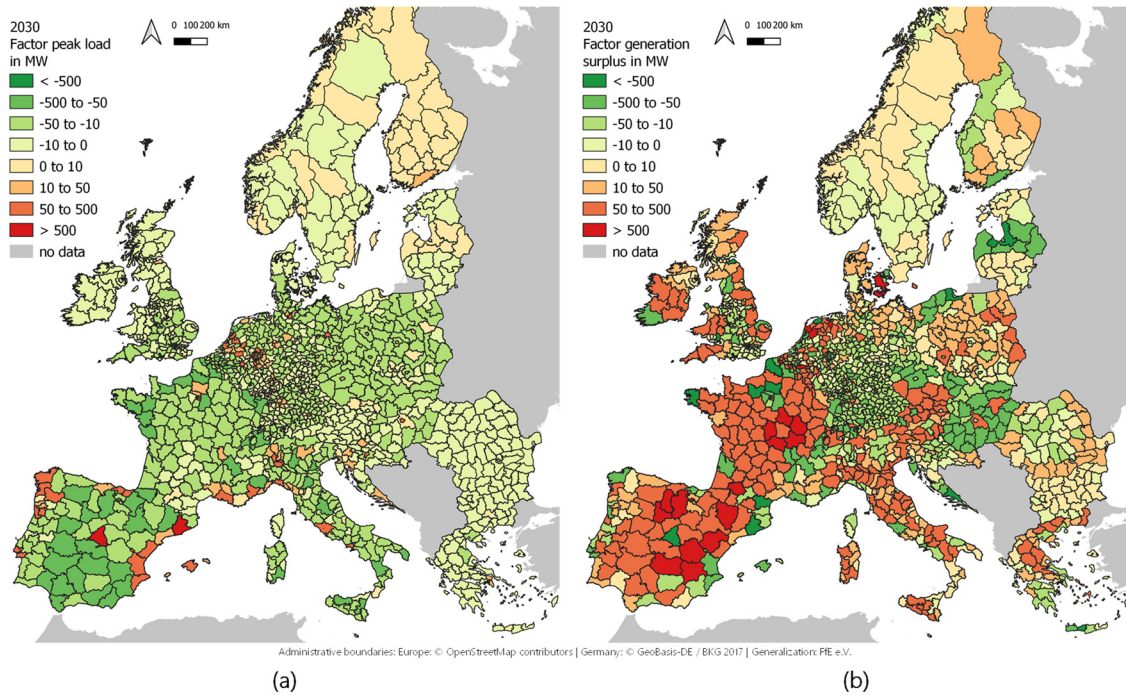 2030
Factor peak load
in MW
< -500
-500 to -50
-50 to -10
-10 to 0
0 to 10
10 to 50
50 to 500
> 500
no data
0 100 200 km
2030
Factor generation
surplus in MW
< -500
-500 to -50
-50 to -10
-10 to 0
0 to 10
10 to 50
50 to 500
> 500
no data
0 100 200 km
Administrative boundaries: Europe: © OpenStreetMap contributors | Germany: © GeoBasis-DE / BKG 2017 | Generalization: FfE e.V.
(a)
(b)